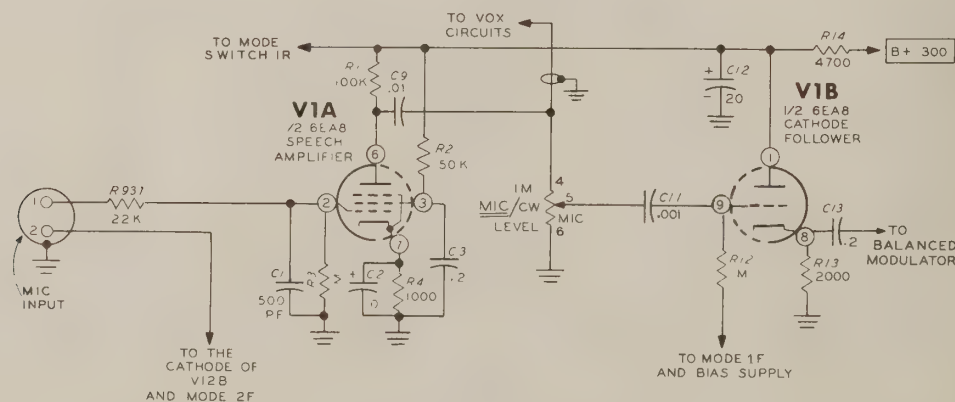 TO VOX
CIRCUITS
TO MODE
SWITCH 1R
R1
100K
C9
.01
V1A
1/2 6EA8
SPEECH
AMPLIFIER
6
R2
50K
C12
+
-
20
R14
4700
B+ 300
V1B
1/2 6EA8
CATHODE
FOLLOWER
1
1
R931
22K
2
MIC
INPUT
2
3
7
C1
500
PF
R3
M
+
C2
R4
1000
C3
.2
1M
MIC/CW
LEVEL
4
5
MIC
6
C11
.001
9
8
C13
.2
TO
BALANCED
MODULATOR
R12
M
R13
2000
TO THE
CATHODE OF
V12B
AND MODE 2F
TO MODE 1F
AND BIAS SUPPLY